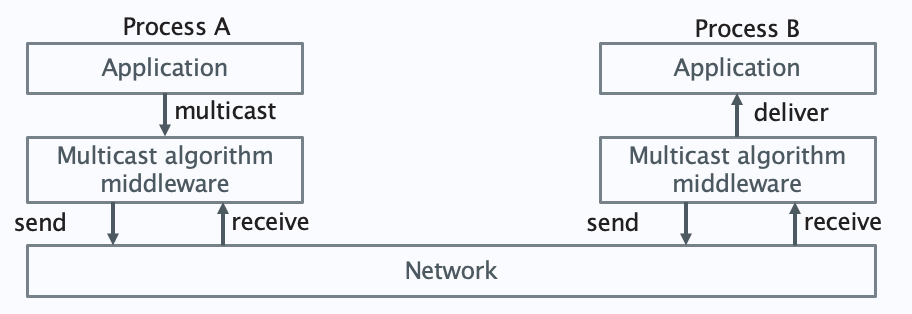 Process A
Process B
Application
Application
multicast
deliver
Multicast algorithm
middleware
Multicast algorithm
middleware
send
receive
send
receive
Network